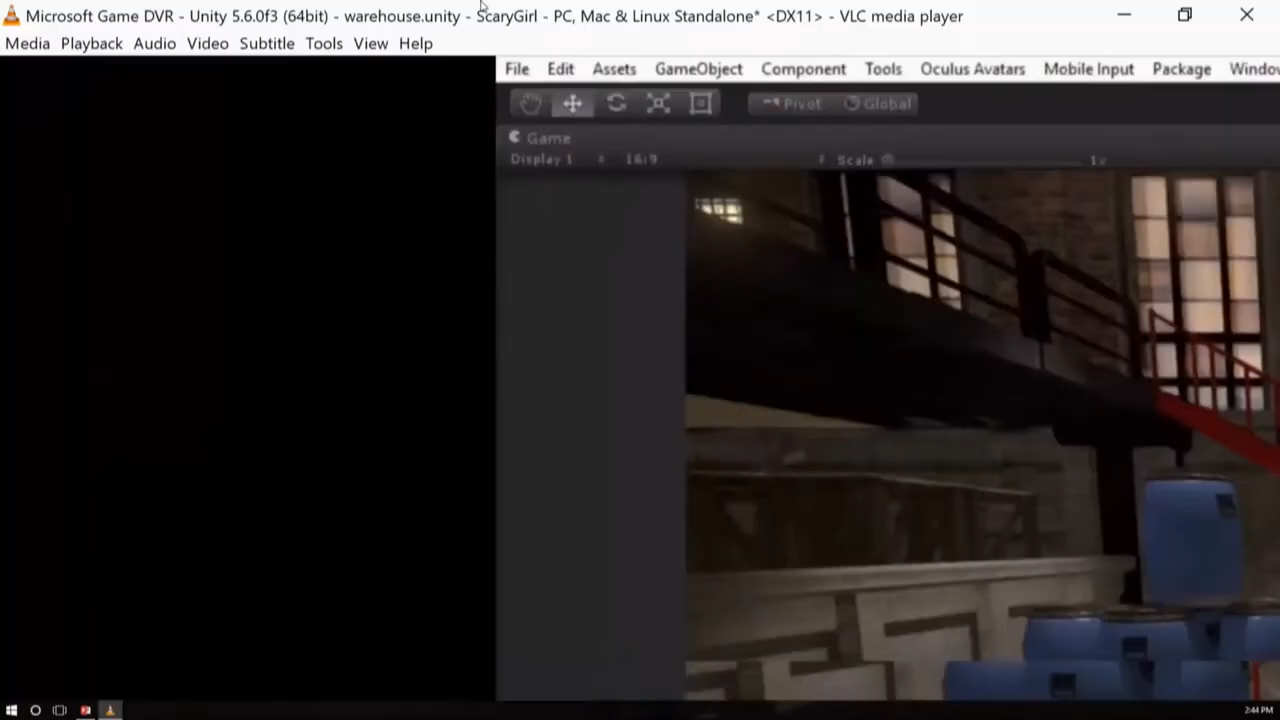 Microsoft Game DVR - Unity 5.6.0f3 (64bit) - warehouse.unity - ScaryGirl - PC, Mac & Linux Standalone* <DX11> - VLC media player
Media Playback Audio Video Subtitle Tools View Help
File Edit Assets GameObject Component Tools Oculus Avatars Mobile Input Package Window
Pivot Global
Game
Display 1 16:9 Scale 1x
2:44 PM